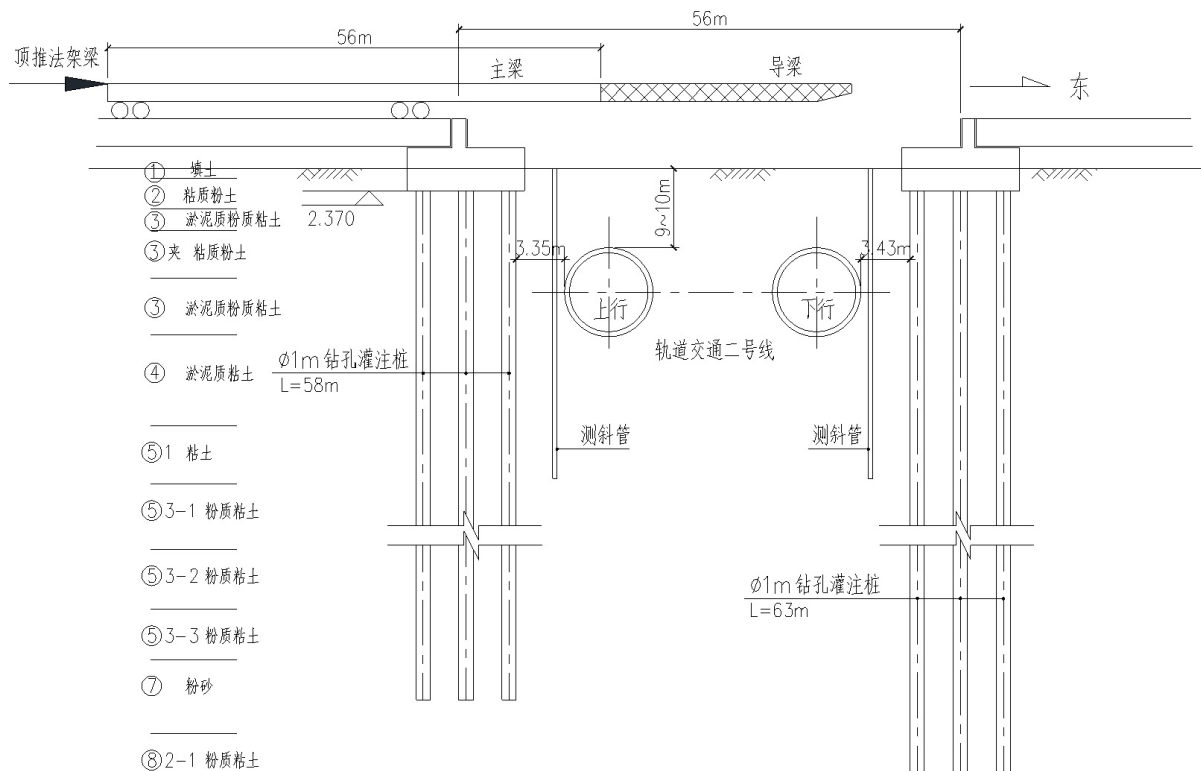 56m
56m
顶推法架梁
主梁
导梁
东
① 填土
② 粘质粉土
③ 淤泥质粉质粘土
2.370
9~10m
③夹 粘质粉土
3.35m
3.43m
③ 淤泥质粉质粘土
上行
下行
轨道交通二号线
④ 淤泥质粘土
Ø1m 钻孔灌注桩
L=58m
测斜管
测斜管
⑤1 粘土
⑤3-1 粉质粘土
⑤3-2 粉质粘土
Ø1m 钻孔灌注桩
L=63m
⑤3-3 粉质粘土
⑦ 粉砂
⑧2-1 粉质粘土